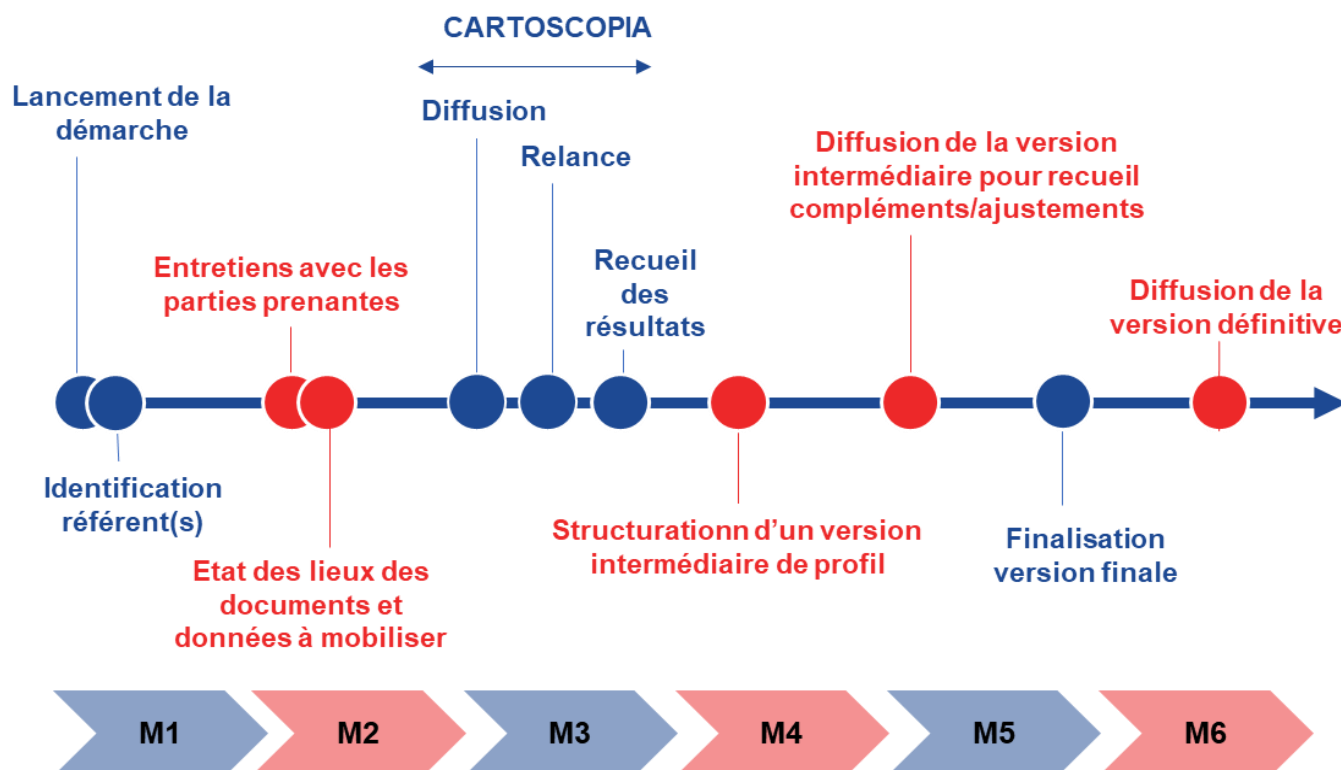 CARTOSCOPIA
Lancement de la
démarche
Diffusion
Relance
Diffusion de la version
intermédiaire pour recueil
compléments/ajustements
Entretiens avec les
parties prenantes
Recueil
des
résultats
Diffusion de la
version définitive
Identification
référent(s)
Etat des lieux des
documents et
données à mobiliser
Structurationn d’un version
intermédiaire de profil
Finalisation
version finale
M1
M2
M3
M4
M5
M6